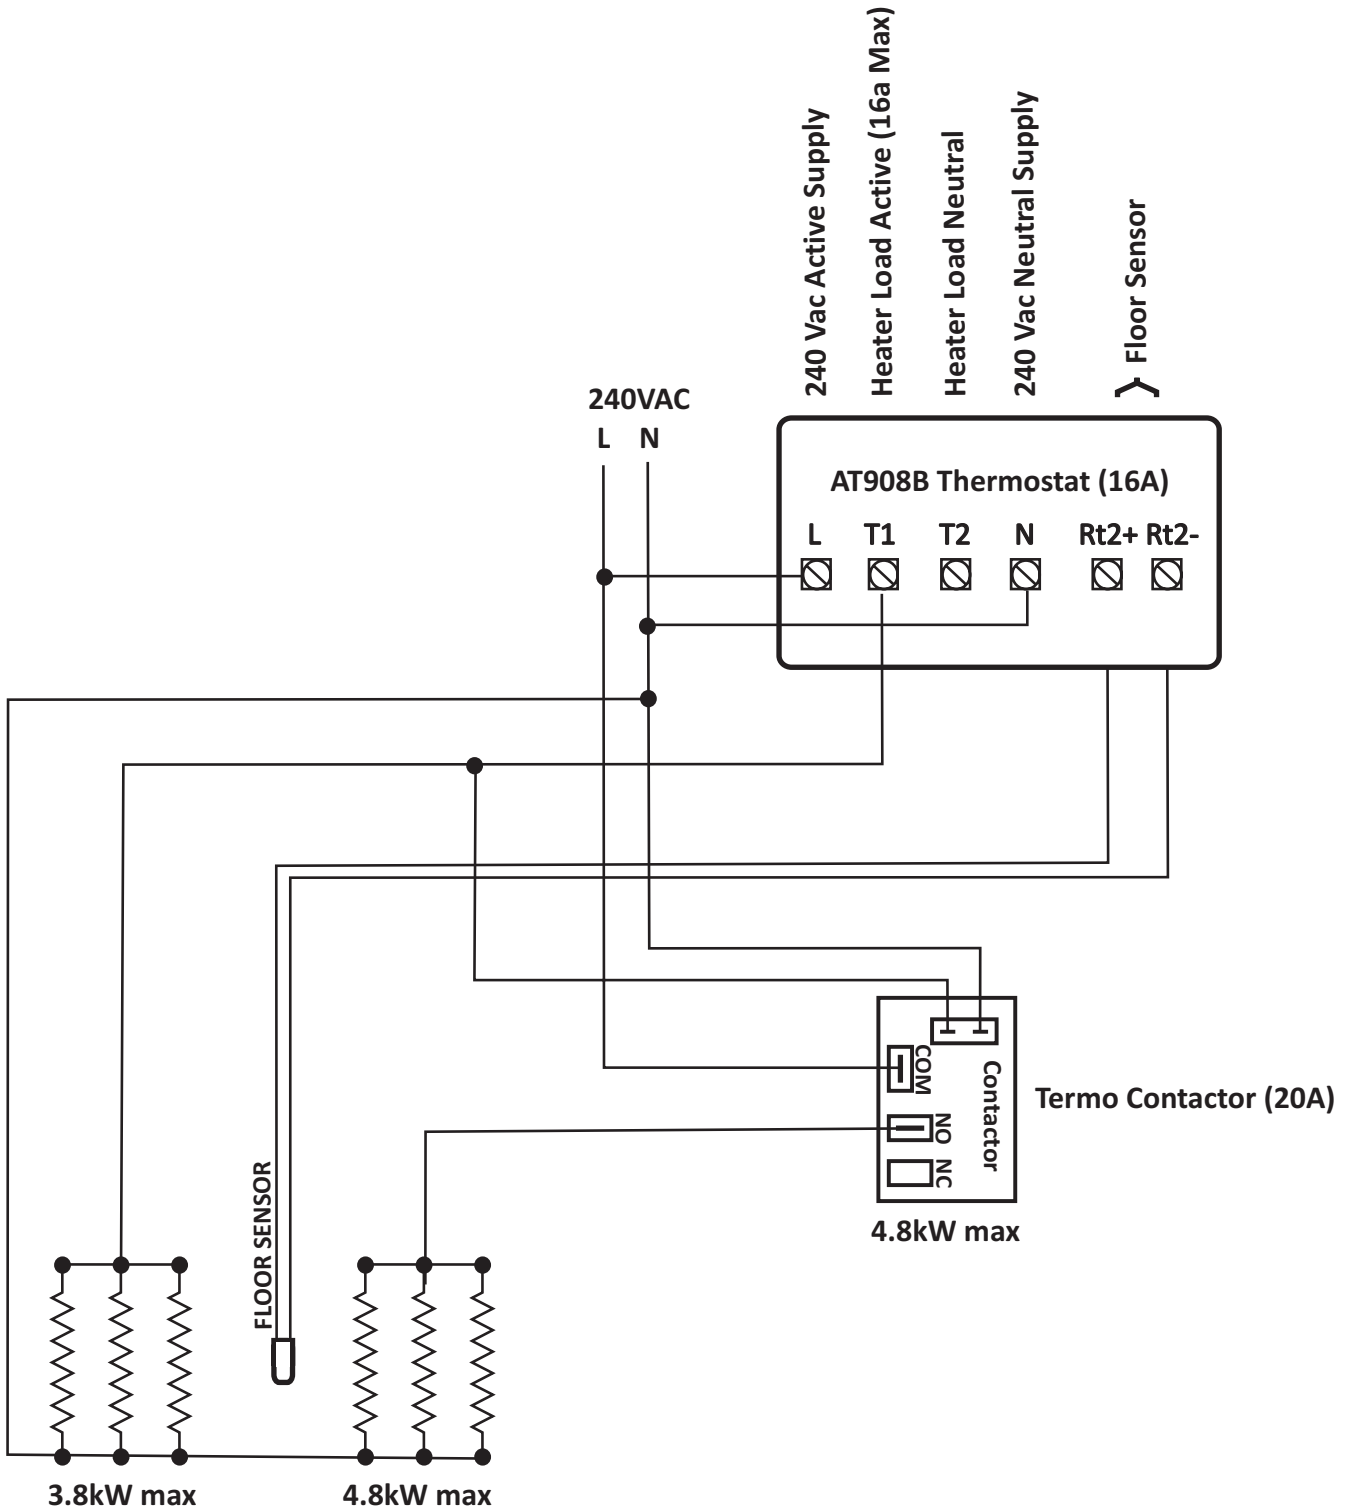 240 Vac Active Supply
Heater Load Active (16a Max)
Heater Load Neutral
240 Vac Neutral Supply
Floor Sensor
240VAC
L N
AT908B Thermostat (16A)
L T1 T2 N Rt2+ Rt2-
COM
NO
NC
Contactor
Termo Contactor (20A)
4.8kW max
FLOOR SENSOR
3.8kW max
4.8kW max